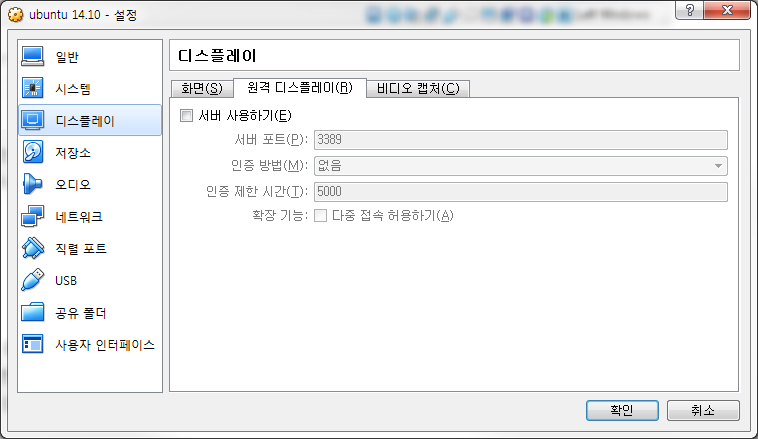 ubuntu 14.10 - 설정
일반
시스템
디스플레이
저장소
오디오
네트워크
직렬 포트
USB
공유 폴더
사용자 인터페이스
디스플레이
화면(S) 원격 디스플레이(R) 비디오 캡처(C)
서버 사용하기(E)
서버 포트(P): 3389
인증 방법(M): 없음
인증 제한 시간(T): 5000
확장 기능: 다중 접속 허용하기(A)
확인 취소